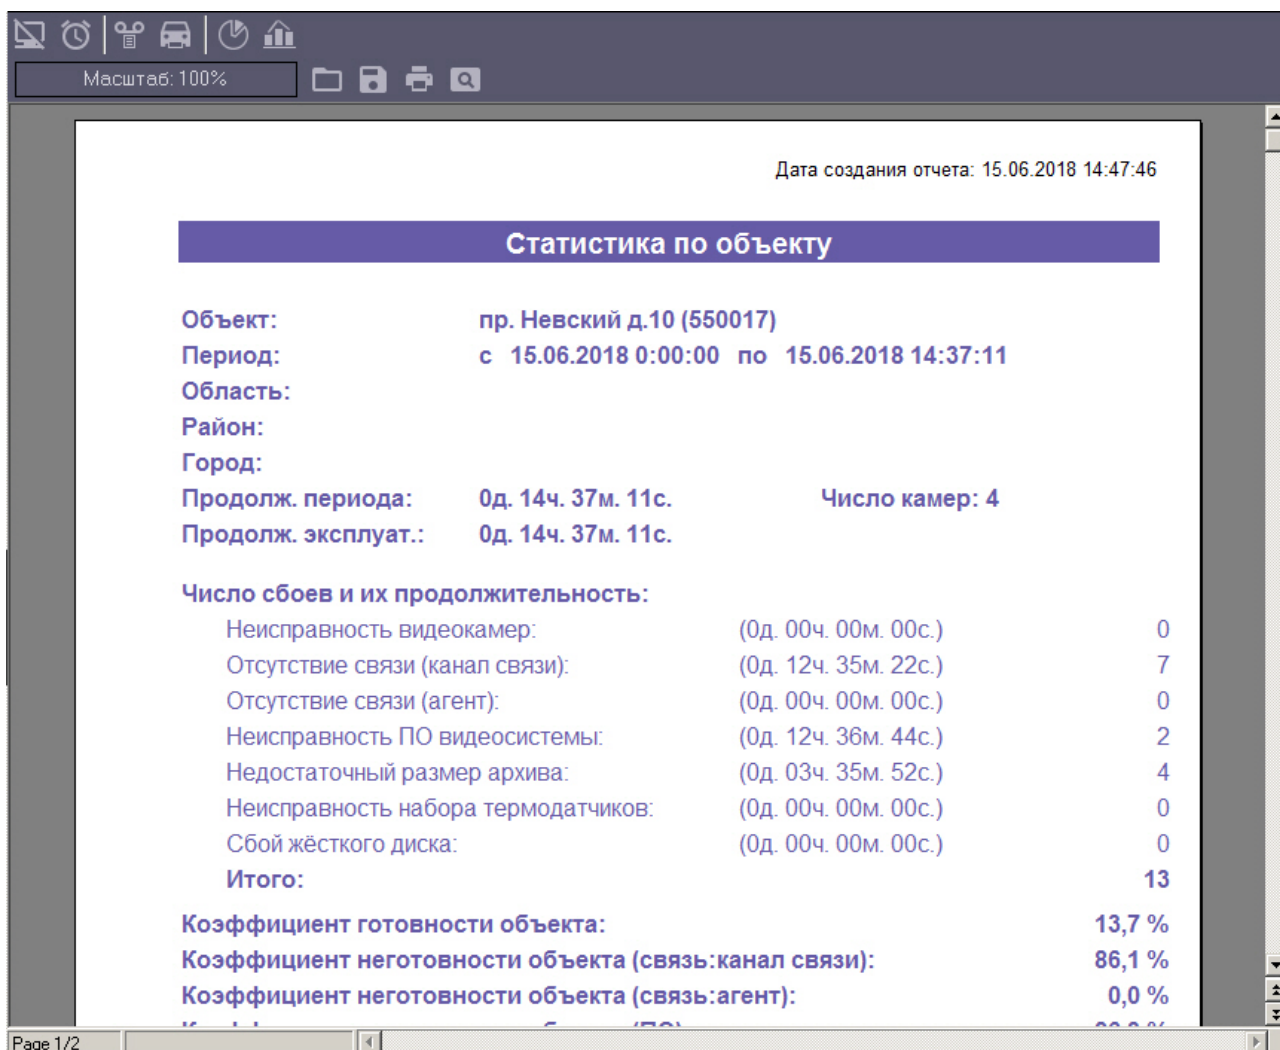 Масштаб: 100%
Дата создания отчета: 15.06.2018 14:47:46
Статистика по объекту
Объект: пр. Невский д.10 (550017)
Период: с 15.06.2018 0:00:00 по 15.06.2018 14:37:11
Область:
Район:
Город:
Продолж. периода: 0д. 14ч. 37м. 11с. Число камер: 4
Продолж. эксплуат.: 0д. 14ч. 37м. 11с.
Число сбоев и их продолжительность:
Неисправность видеокамер: (0д. 00ч. 00м. 00с.) 0
Отсутствие связи (канал связи): (0д. 12ч. 35м. 22с.) 7
Отсутствие связи (агент): (0д. 00ч. 00м. 00с.) 0
Неисправность ПО видеосистемы: (0д. 12ч. 36м. 44с.) 2
Недостаточный размер архива: (0д. 03ч. 35м. 52с.) 4
Неисправность набора термодатчиков: (0д. 00ч. 00м. 00с.) 0
Сбой жёсткого диска: (0д. 00ч. 00м. 00с.) 0
Итого: 13
Коэффициент готовности объекта: 13,7 %
Коэффициент неготовности объекта (связь:канал связи): 86,1 %
Коэффициент неготовности объекта (связь:агент): 0,0 %
Page 1/2